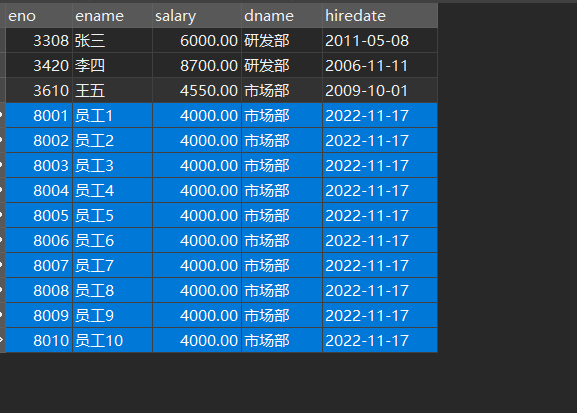 eno ename salary dname hiredate
3308 张三 6000.00 研发部 2011-05-08
3420 李四 8700.00 研发部 2006-11-11
3610 王五 4550.00 市场部 2009-10-01
8001 员工1 4000.00 市场部 2022-11-17
8002 员工2 4000.00 市场部 2022-11-17
8003 员工3 4000.00 市场部 2022-11-17
8004 员工4 4000.00 市场部 2022-11-17
8005 员工5 4000.00 市场部 2022-11-17
8006 员工6 4000.00 市场部 2022-11-17
8007 员工7 4000.00 市场部 2022-11-17
8008 员工8 4000.00 市场部 2022-11-17
8009 员工9 4000.00 市场部 2022-11-17
8010 员工10 4000.00 市场部 2022-11-17